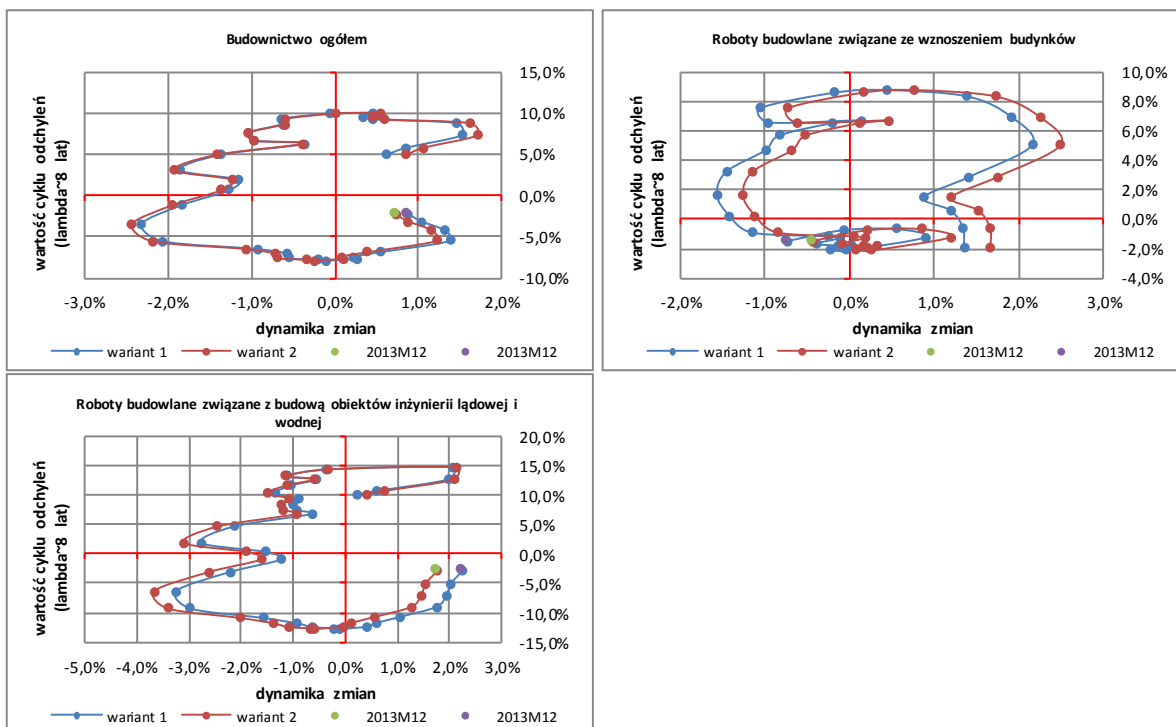 Budownictwo ogółem
15,0%
10,0%
5,0%
0,0%
-5,0%
-10,0%
wartość cyklu odchyleń
(lambda~8 lat)
-3,0% -2,0% -1,0% 0,0% 1,0% 2,0%
dynamika zmian
wariant 1 wariant 2 2013M12 2013M12
Roboty budowlane związane ze wznoszeniem budynków
10,0%
8,0%
6,0%
4,0%
2,0%
0,0%
-2,0%
-4,0%
wartość cyklu odchyleń
(lambda~8 lat)
-2,0% -1,0% 0,0% 1,0% 2,0% 3,0%
dynamika zmian
wariant 1 wariant 2 2013M12 2013M12
Roboty budowlane związane z budową obiektów inżynierii lądowej i
wodnej
20,0%
15,0%
10,0%
5,0%
0,0%
-5,0%
-10,0%
-15,0%
wartość cyklu odchyleń
(lambda~8 lat)
-5,0% -4,0% -3,0% -2,0% -1,0% 0,0% 1,0% 2,0% 3,0%
dynamika zmian
wariant 1 wariant 2 2013M12 2013M12